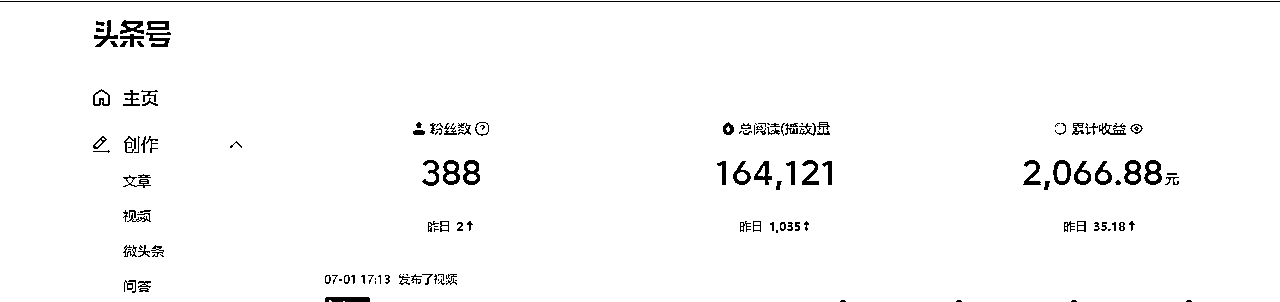 头条号
主页
创作
文章
视频
微头条
问答
粉丝数 总阅读(播放)量 累计收益
388 164,121 2,066.88元
昨日 2↑ 昨日 1,035↑ 昨日 35.18↑
07-01 17:13 发布了视频